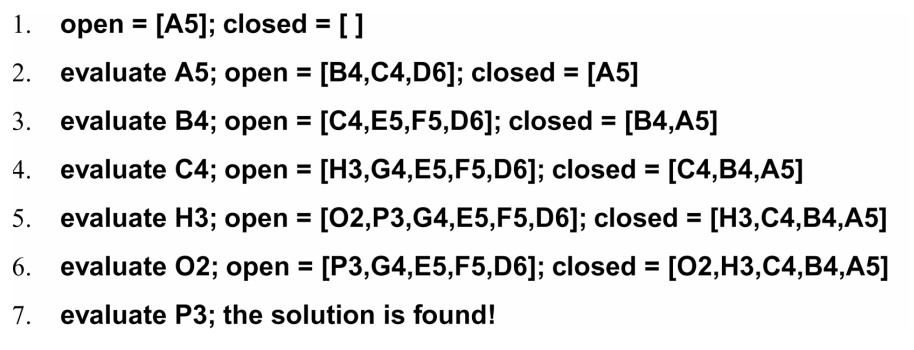 1. open = [A5]; closed = [ ]
2. evaluate A5; open = [B4,C4,D6]; closed = [A5]
3. evaluate B4; open = [C4,E5,F5,D6]; closed = [B4,A5]
4. evaluate C4; open = [H3,G4,E5,F5,D6]; closed = [C4,B4,A5]
5. evaluate H3; open = [O2,P3,G4,E5,F5,D6]; closed = [H3,C4,B4,A5]
6. evaluate O2; open = [P3,G4,E5,F5,D6]; closed = [O2,H3,C4,B4,A5]
7. evaluate P3; the solution is found!